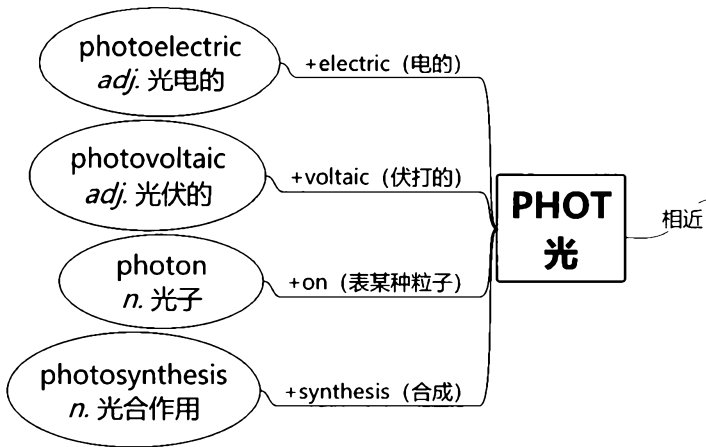 photoelectric
adj. 光电的
+electric（电的）
photovoltaic
adj. 光伏的
+voltaic（伏打的）
PHOT
光
相近
photon
n. 光子
+on（表某种粒子）
photosynthesis
n. 光合作用
+synthesis（合成）